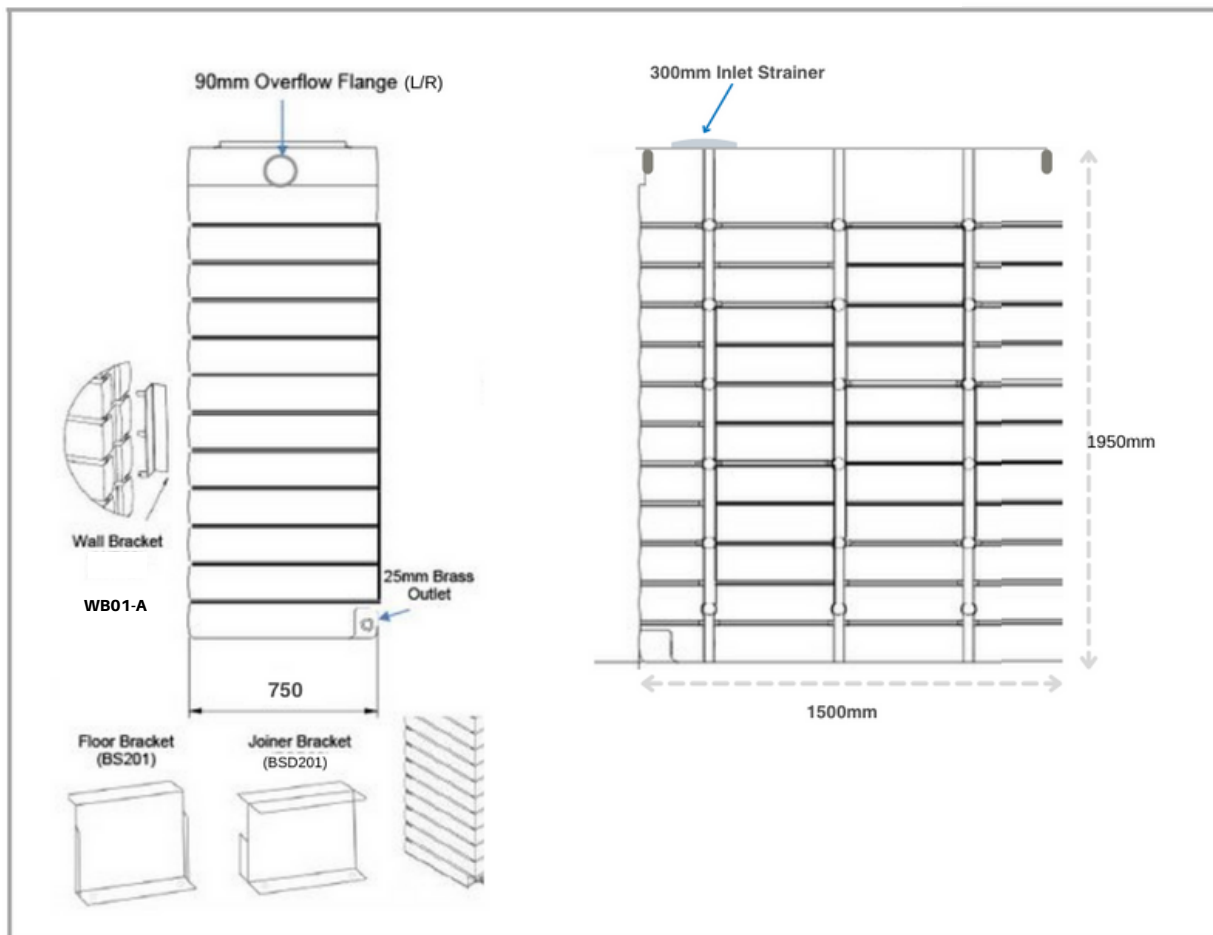 90mm Overflow Flange (L/R)
300mm Inlet Strainer
Wall Bracket
WB01-A
25mm Brass
Outlet
1950mm
750
1500mm
Floor Bracket
(BS201)
Joiner Bracket
(BSD201)